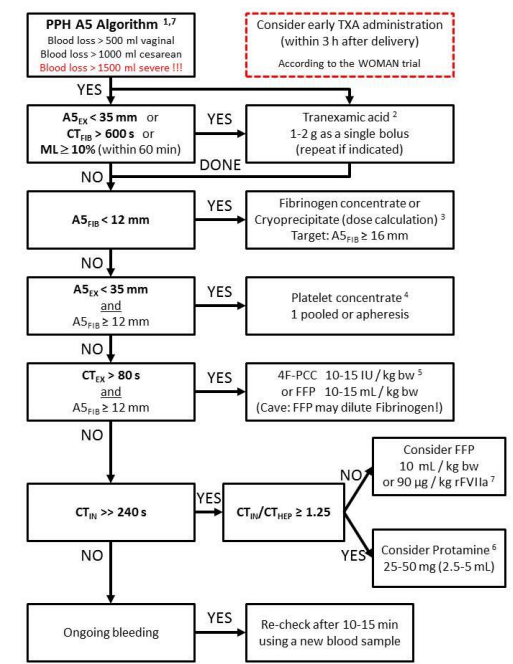 PPH A5 Algorithm 1,7
Blood loss > 500 ml vaginal
Blood loss > 1000 ml cesarean
Blood loss > 1500 ml severe !!!
Consider early TXA administration
(within 3 h after delivery)
According to the WOMAN trial
YES
A5EX < 35 mm or
CTFIB > 600 s or
ML ≥ 10% (within 60 min)
YES
Tranexamic acid 2
1-2 g as a single bolus
(repeat if indicated)
DONE
NO
A5FIB < 12 mm
YES
Fibrinogen concentrate or
Cryoprecipitate (dose calculation) 3
Target: A5FIB ≥ 16 mm
NO
A5EX < 35 mm
and
A5FIB ≥ 12 mm
YES
Platelet concentrate 4
1 pooled or apheresis
NO
CTEX > 80 s
and
A5FIB ≥ 12 mm
YES
4F-PCC 10-15 IU / kg bw 5
or FFP 10-15 mL / kg bw
(Cave: FFP may dilute Fibrinogen!)
NO
CTIN >> 240 s
YES
CTIN/CTHEP ≥ 1.25
NO
Consider FFP
10 mL / kg bw
or 90 µg / kg rFVIIa 7
YES
Consider Protamine 6
25-50 mg (2.5-5 mL)
NO
Ongoing bleeding
YES
Re-check after 10-15 min
using a new blood sample